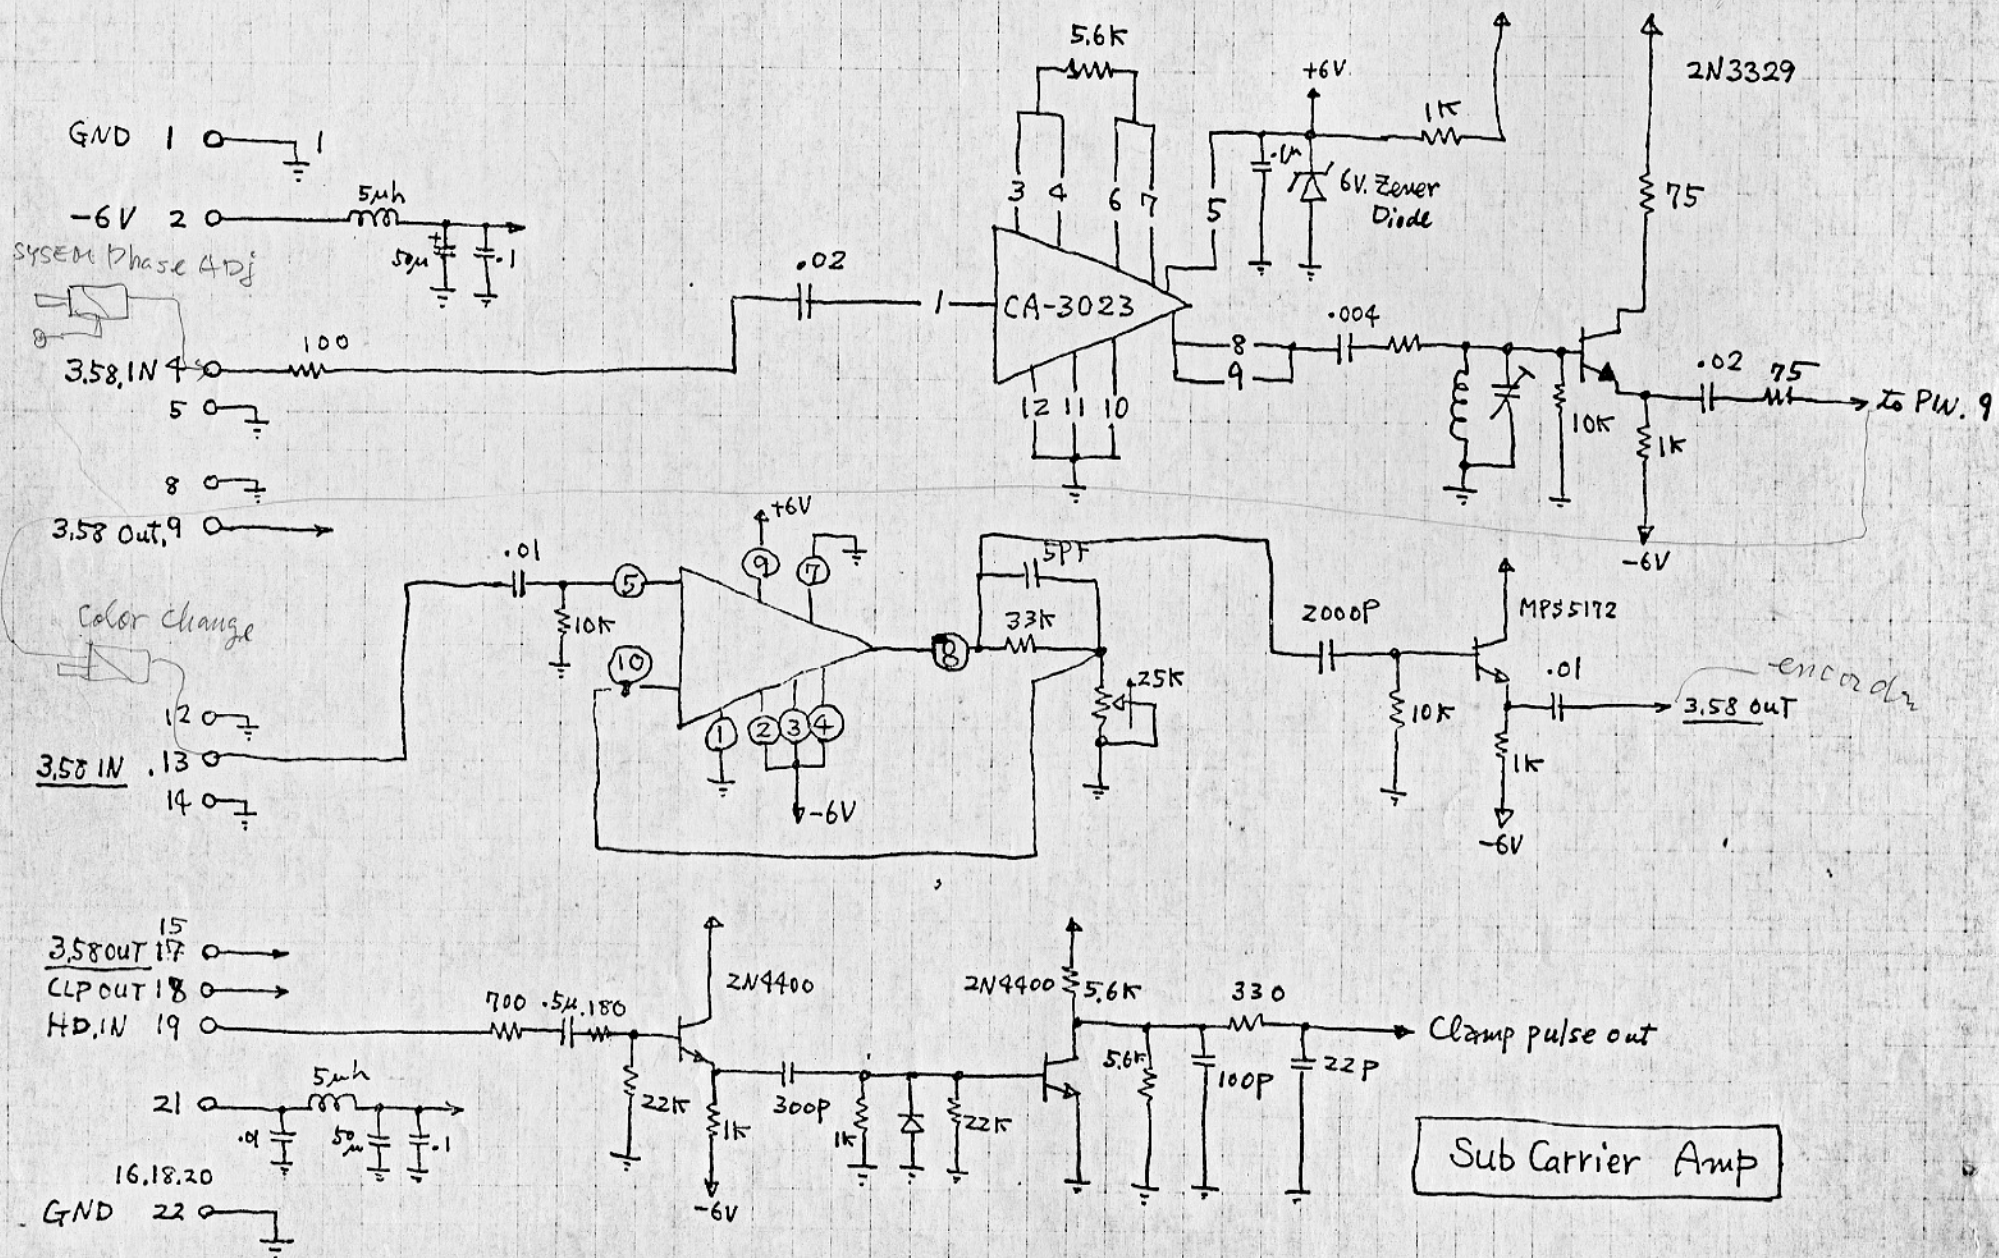 5.6K
+6V
2N3329
1K
GND 1
1
.1μ
6V. Zener
Diode
5μh
-6V 2
3 4 6 7 5
75
50μ
.1
SYSEM Phase ADj
.02
1
CA-3023
.004
100
8
9
3.58.IN 4
.02
75
to PIN. 9
12 11 10
10K
1K
5
8
3.58 Out, 9
+6V
-6V
.01
9
7
5PF
5
MPS5172
2000P
Color Change
10K
33K
10
8
.01
encordr
25K
12
1 2 3 4
10K
3.58 OUT
3.58 IN .13
1K
14
-6V
-6V
15
3.58 OUT 17
CLP OUT 18
HD.IN 19
700 .5μ. 180
2N4400
2N4400
5.6K
330
Clamp pulse out
5.6K
100P
22P
5μh
22K
300P
21
.01
50μ
.1
1K
1K
22K
Sub Carrier Amp
16.18.20
GND 22
-6V